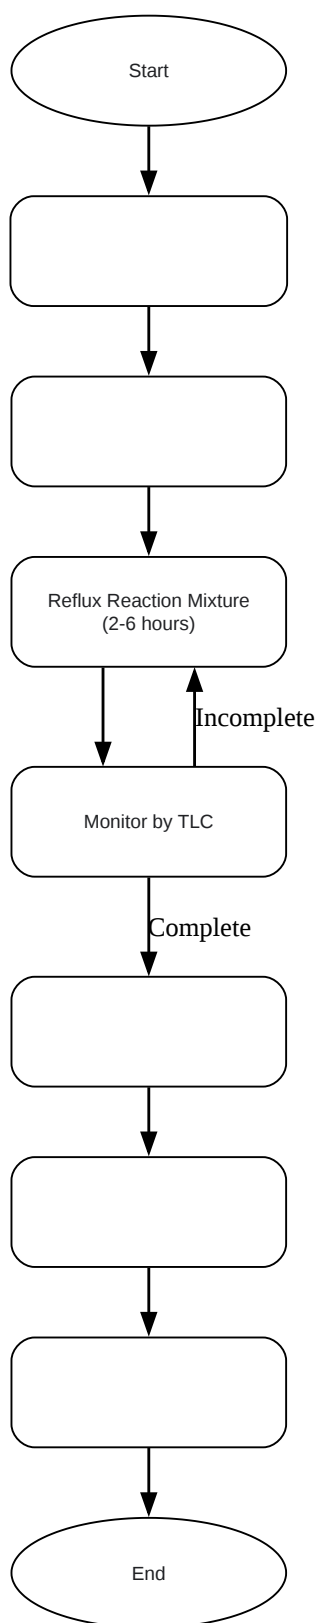 Start
Reflux Reaction Mixture
(2-6 hours)
Incomplete
Monitor by TLC
Complete
End